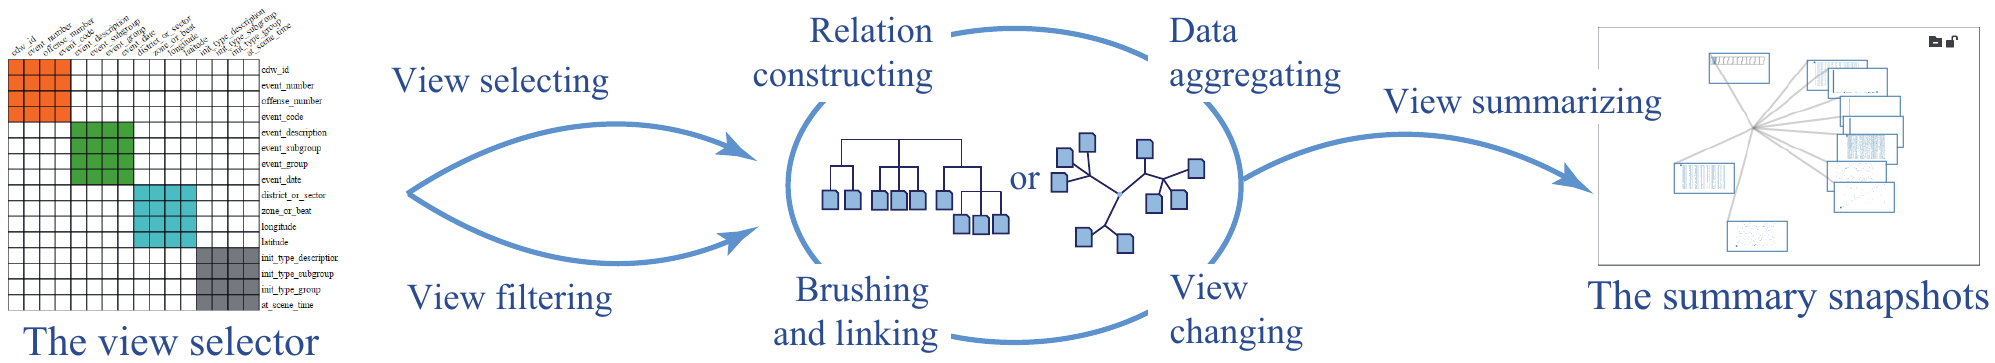 cdw_id
event_number
offense_number
event_code
event_description
event_subgroup
event_group
event_date
district_or_sector
zone_or_beat
longitude
latitude
init_type_description
init_type_subgroup
init_type_group
at_scene_time
cdw_id
event_number
offense_number
event_code
event_description
event_subgroup
event_group
event_date
district_or_sector
zone_or_beat
longitude
latitude
init_type_description
init_type_subgroup
init_type_group
at_scene_time
The view selector
View selecting
View filtering
Relation
constructing
Data
aggregating
or
Brushing
and linking
View
changing
View summarizing
The summary snapshots